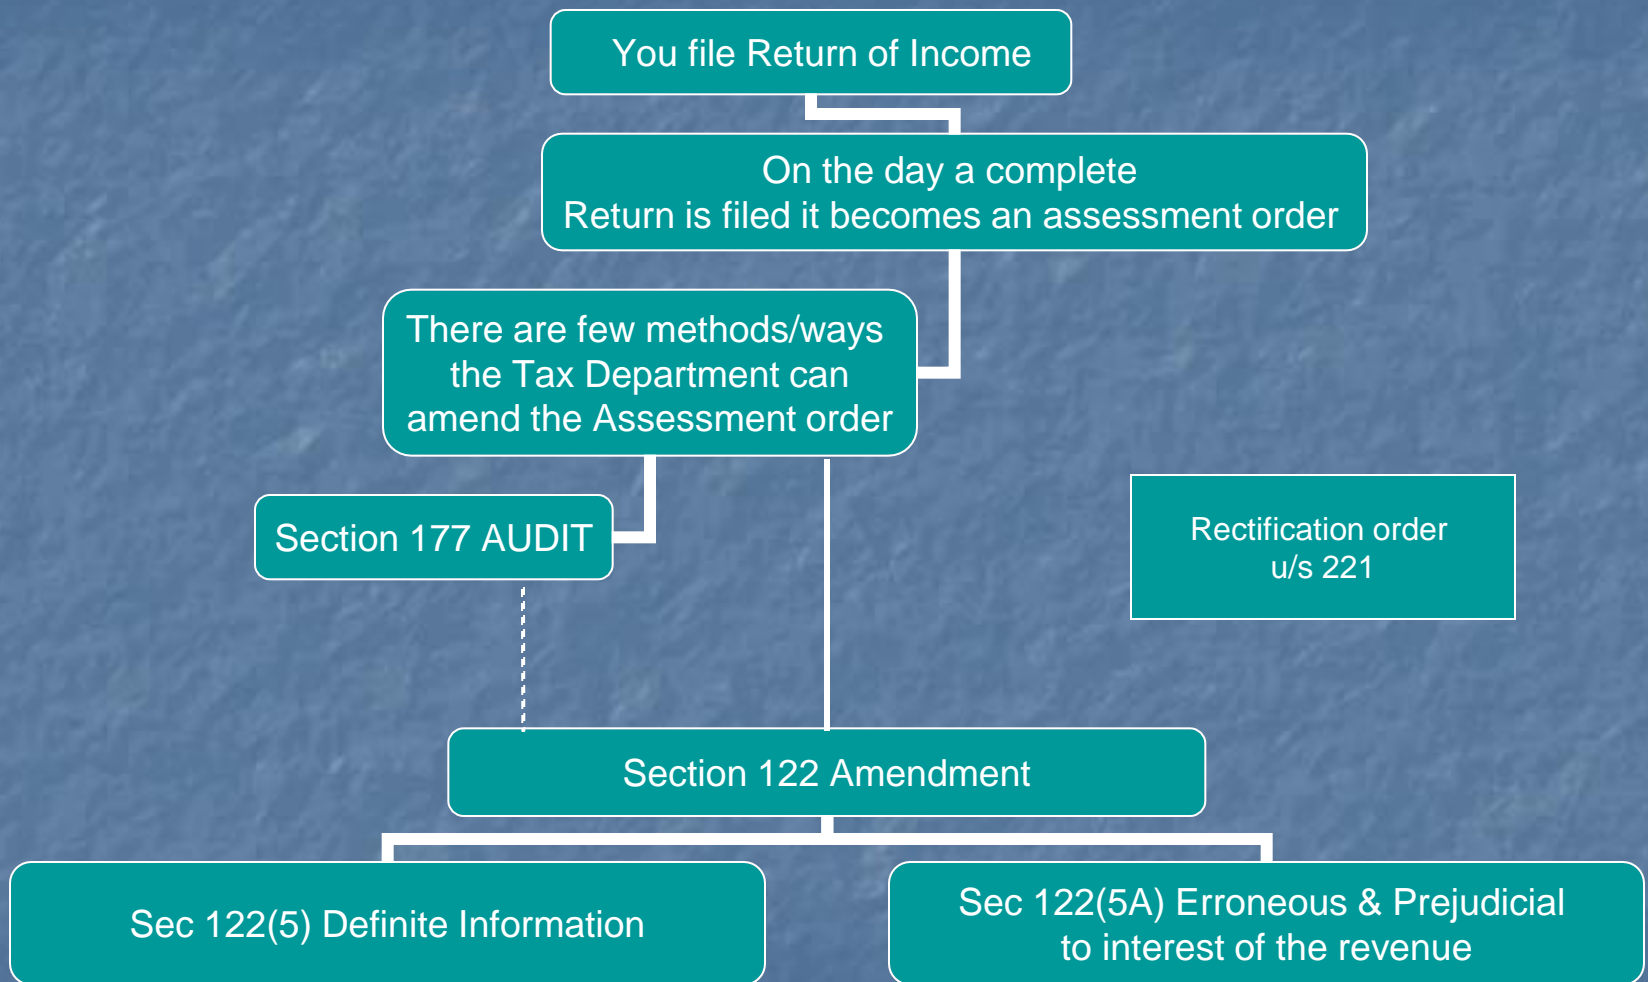 You file Return of Income
On the day a complete
Return is filed it becomes an assessment order
There are few methods/ways
the Tax Department can
amend the Assessment order
Section 177 AUDIT
Rectification order
u/s 221
Section 122 Amendment
Sec 122(5) Definite Information
Sec 122(5A) Erroneous & Prejudicial
to interest of the revenue